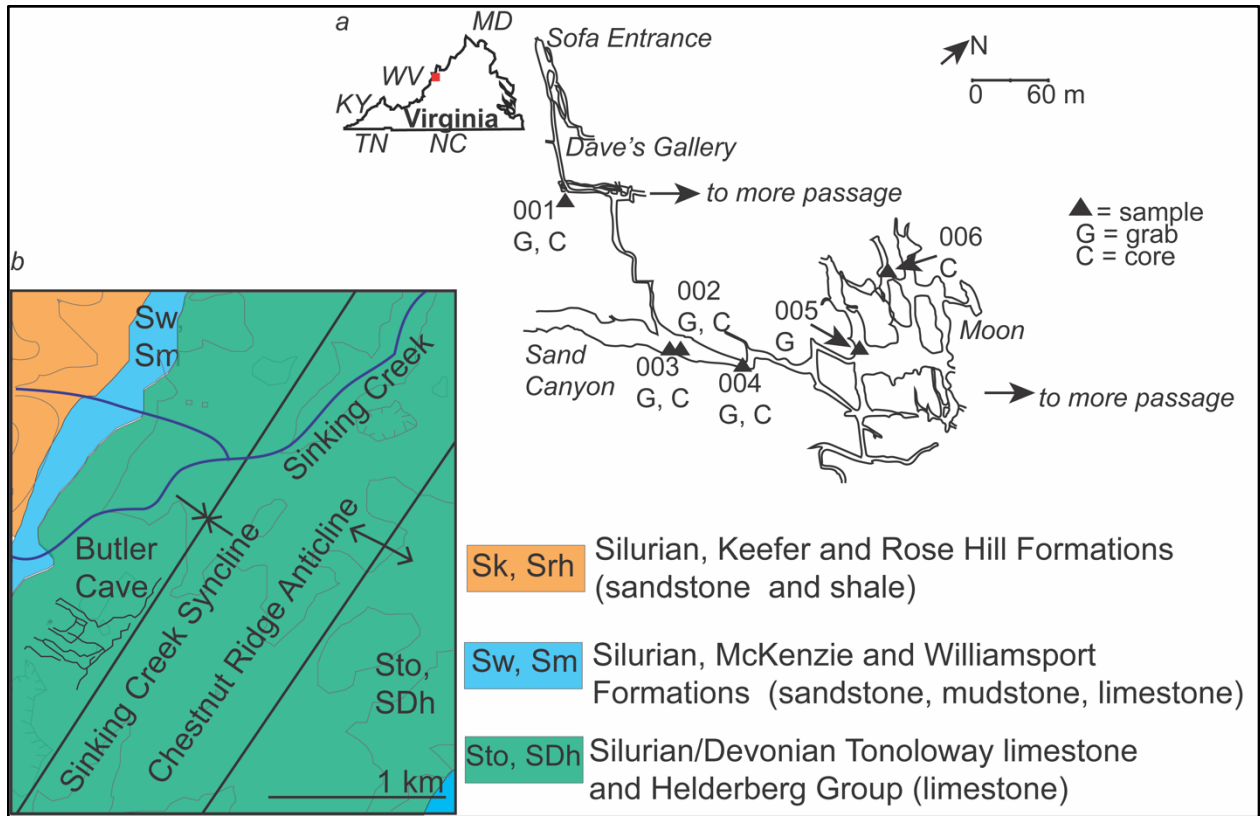 a
MD
WV
KY
Virginia
TN
NC
Sofa Entrance
N
0 60 m
Dave's Gallery
to more passage
001
G, C
▲ = sample
G = grab
C = core
006
C
002
G, C
005
G
Moon
Sand
Canyon
003
G, C
004
G, C
to more passage
b
Sw,
Sm
Sinking Creek
Butler
Cave
Sinking Creek Syncline
Chestnut Ridge Anticline
Sto,
SDh
1 km
Sk, Srh
Silurian, Keefer and Rose Hill Formations
(sandstone and shale)
Sw, Sm
Silurian, McKenzie and Williamsport
Formations (sandstone, mudstone, limestone)
Sto, SDh
Silurian/Devonian Tonoloway limestone
and Helderberg Group (limestone)